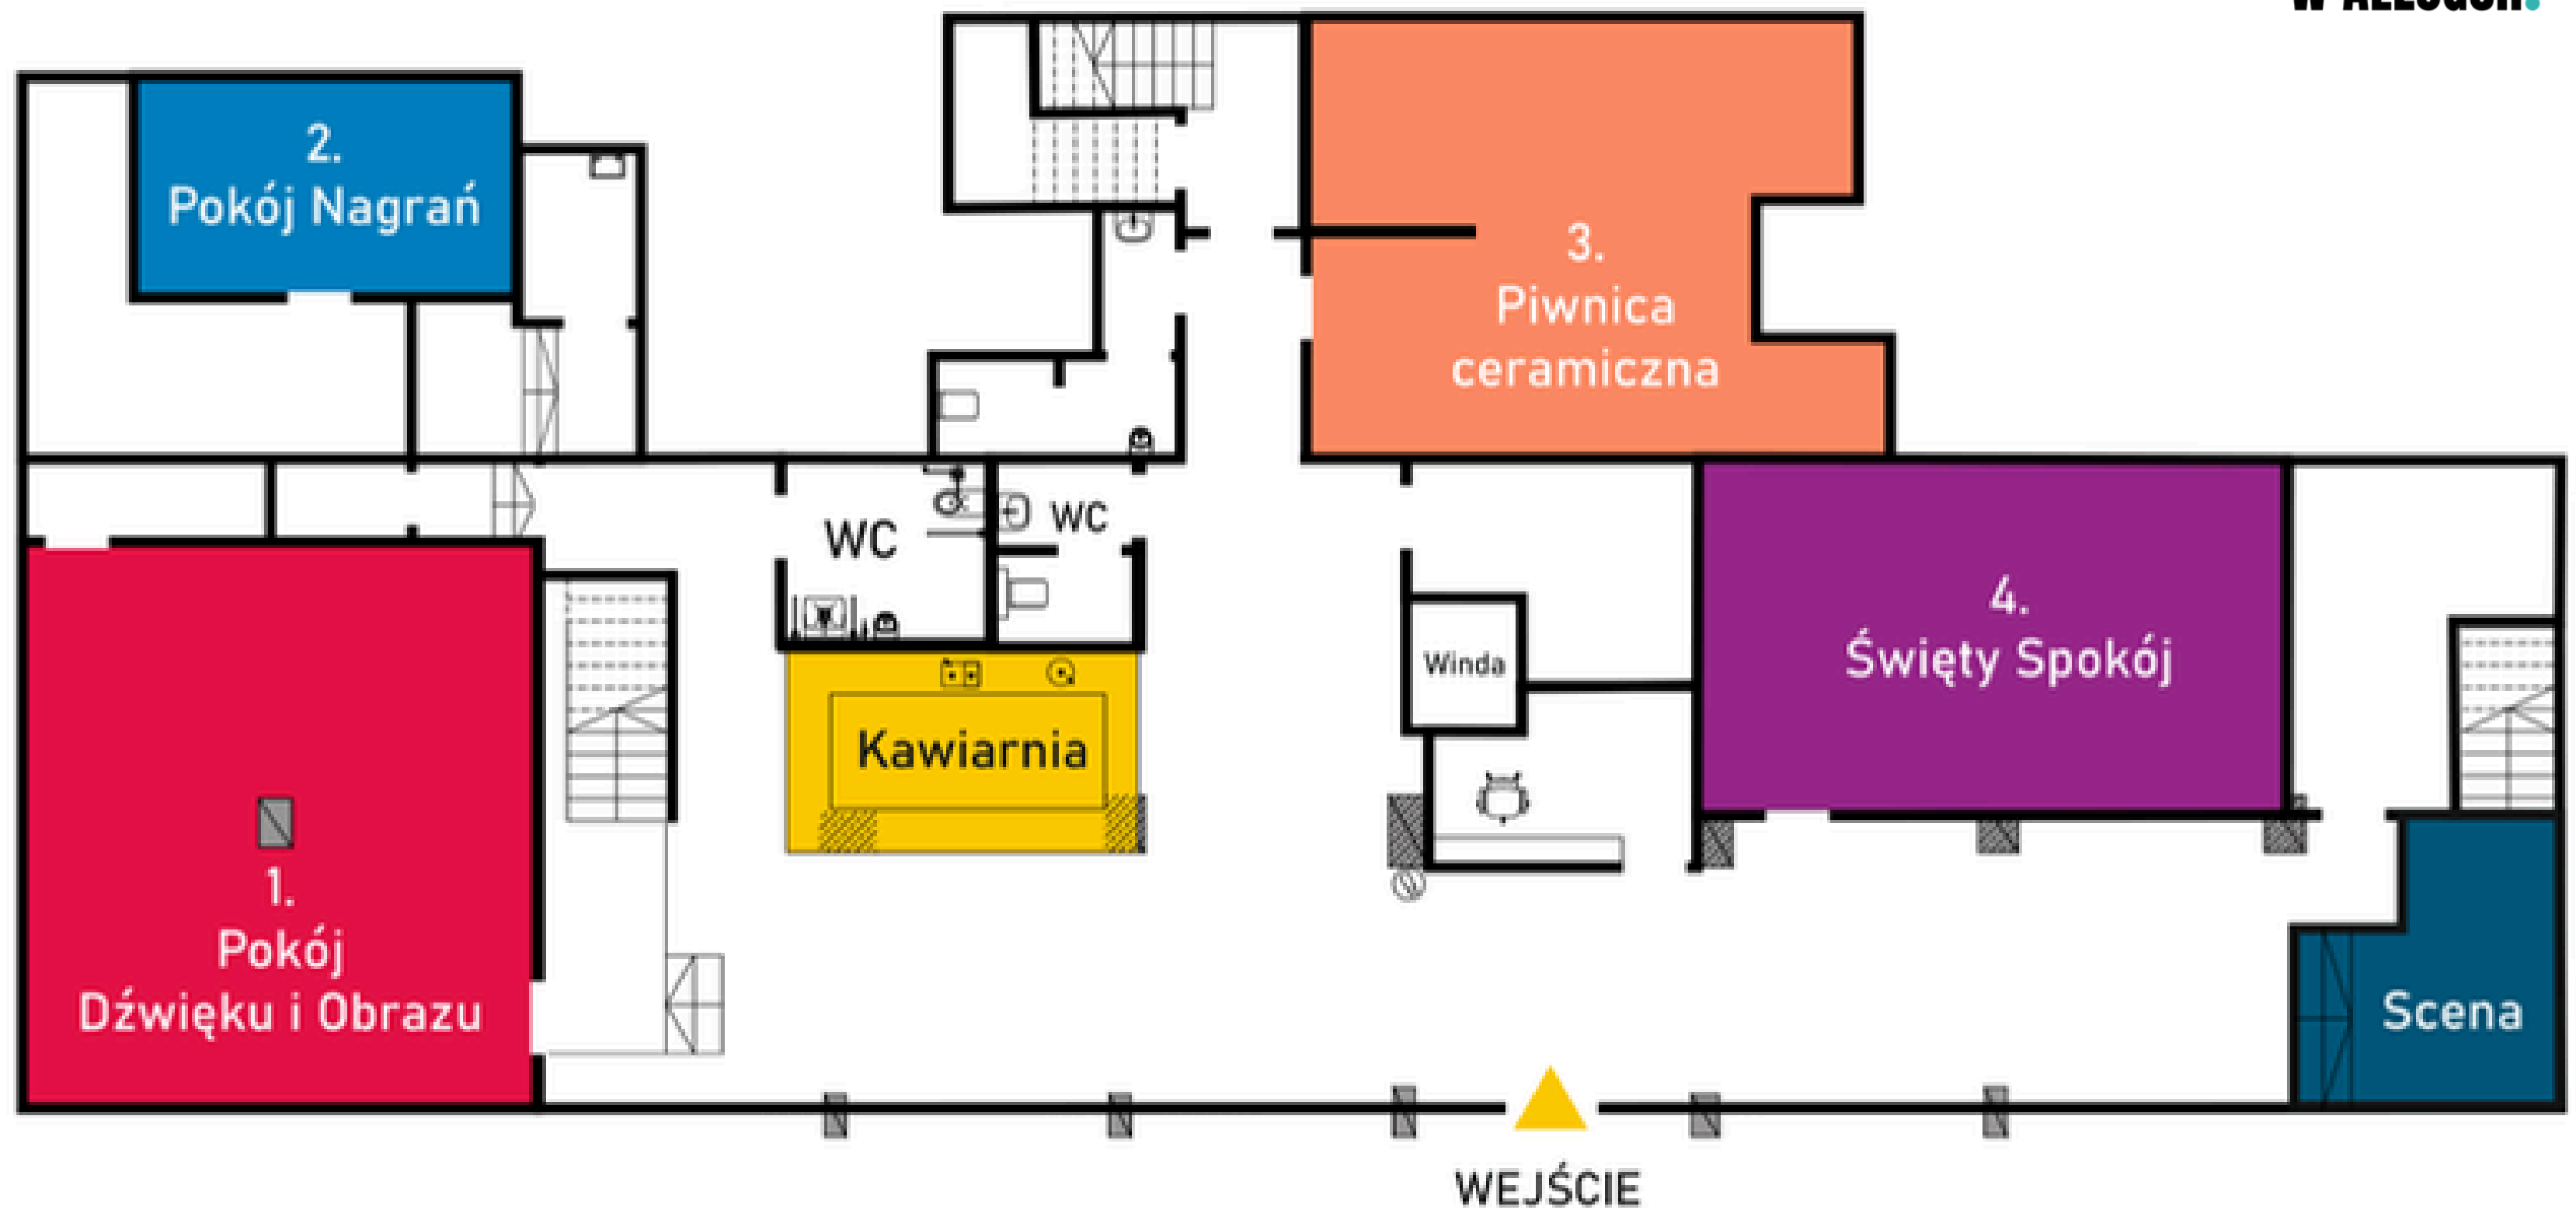 2.
Pokój Nagrań
3.
Piwnica
ceramiczna
WC
WC
4.
Święty Spokój
Winda
Kawiarnia
1.
Pokój
Dźwięku i Obrazu
Scena
WEJŚCIE